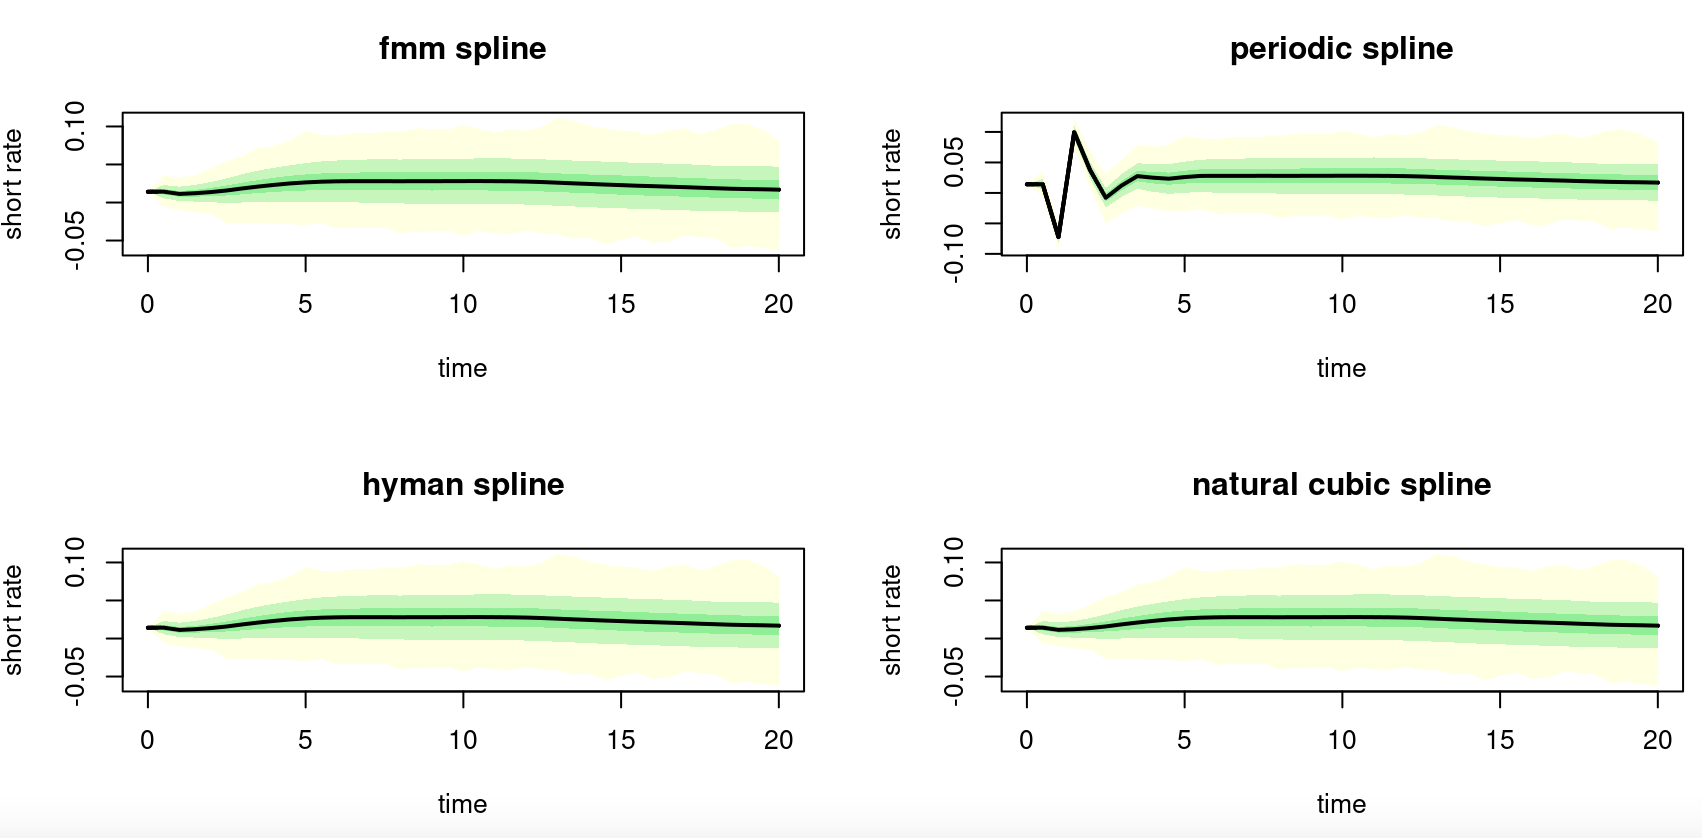 fmm spline
short rate
0.10
-0.05
0 5 10 15 20
time
periodic spline
short rate
0.05
-0.10
0 5 10 15 20
time
hyman spline
short rate
0.10
-0.05
0 5 10 15 20
time
natural cubic spline
short rate
0.10
-0.05
0 5 10 15 20
time